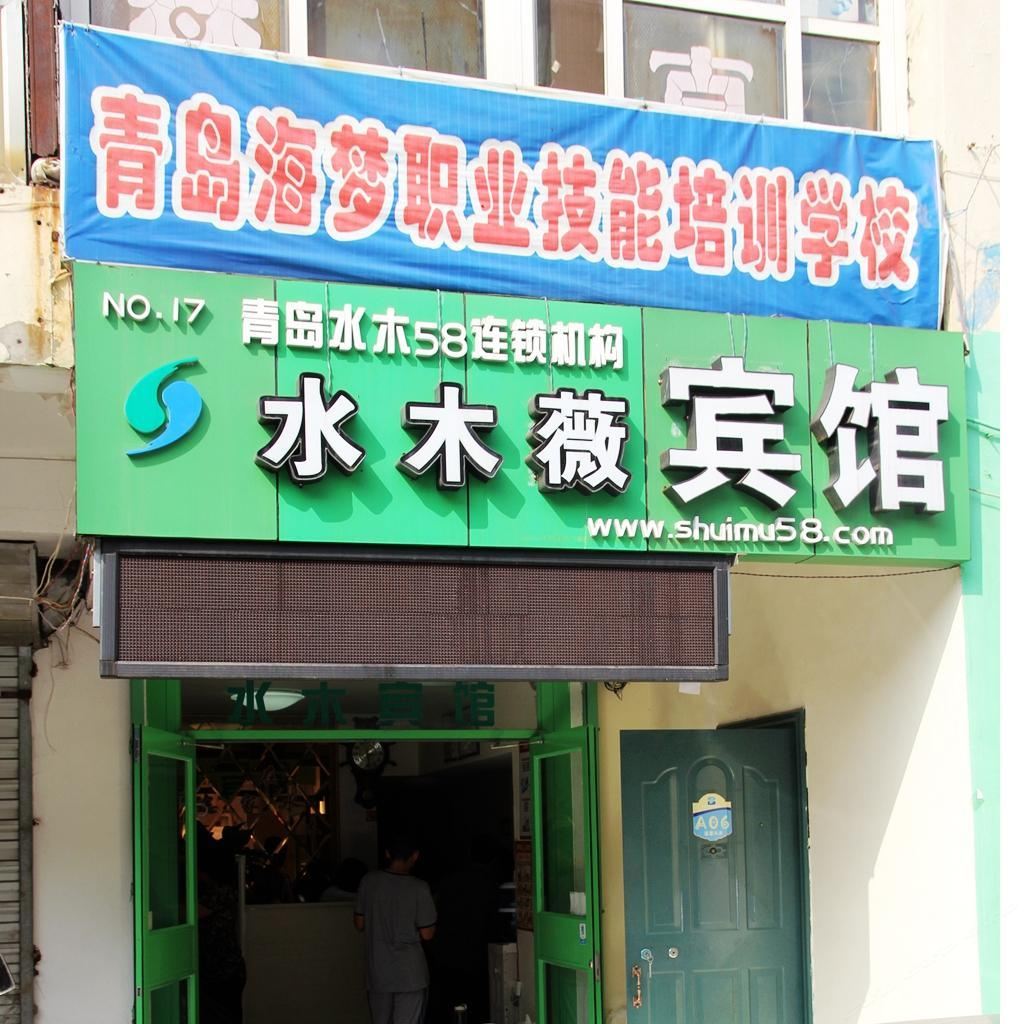 青岛海梦职业技能培训学校
NO.17
青岛水木58连锁机构
水木薇宾馆
www.shuimu58.com
水木宾馆
A06